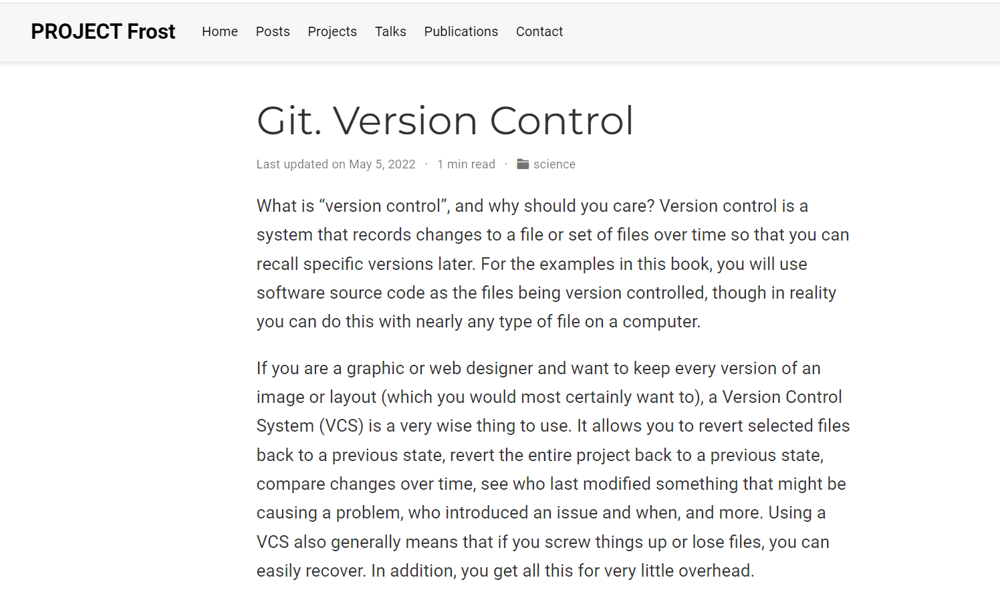 PROJECT Frost Home Posts Projects Talks Publications Contact
Git. Version Control
Last updated on May 5, 2022 · 1 min read · science
What is “version control”, and why should you care? Version control is a
system that records changes to a file or set of files over time so that you can
recall specific versions later. For the examples in this book, you will use
software source code as the files being version controlled, though in reality
you can do this with nearly any type of file on a computer.
If you are a graphic or web designer and want to keep every version of an
image or layout (which you would most certainly want to), a Version Control
System (VCS) is a very wise thing to use. It allows you to revert selected files
back to a previous state, revert the entire project back to a previous state,
compare changes over time, see who last modified something that might be
causing a problem, who introduced an issue and when, and more. Using a
VCS also generally means that if you screw things up or lose files, you can
easily recover. In addition, you get all this for very little overhead.